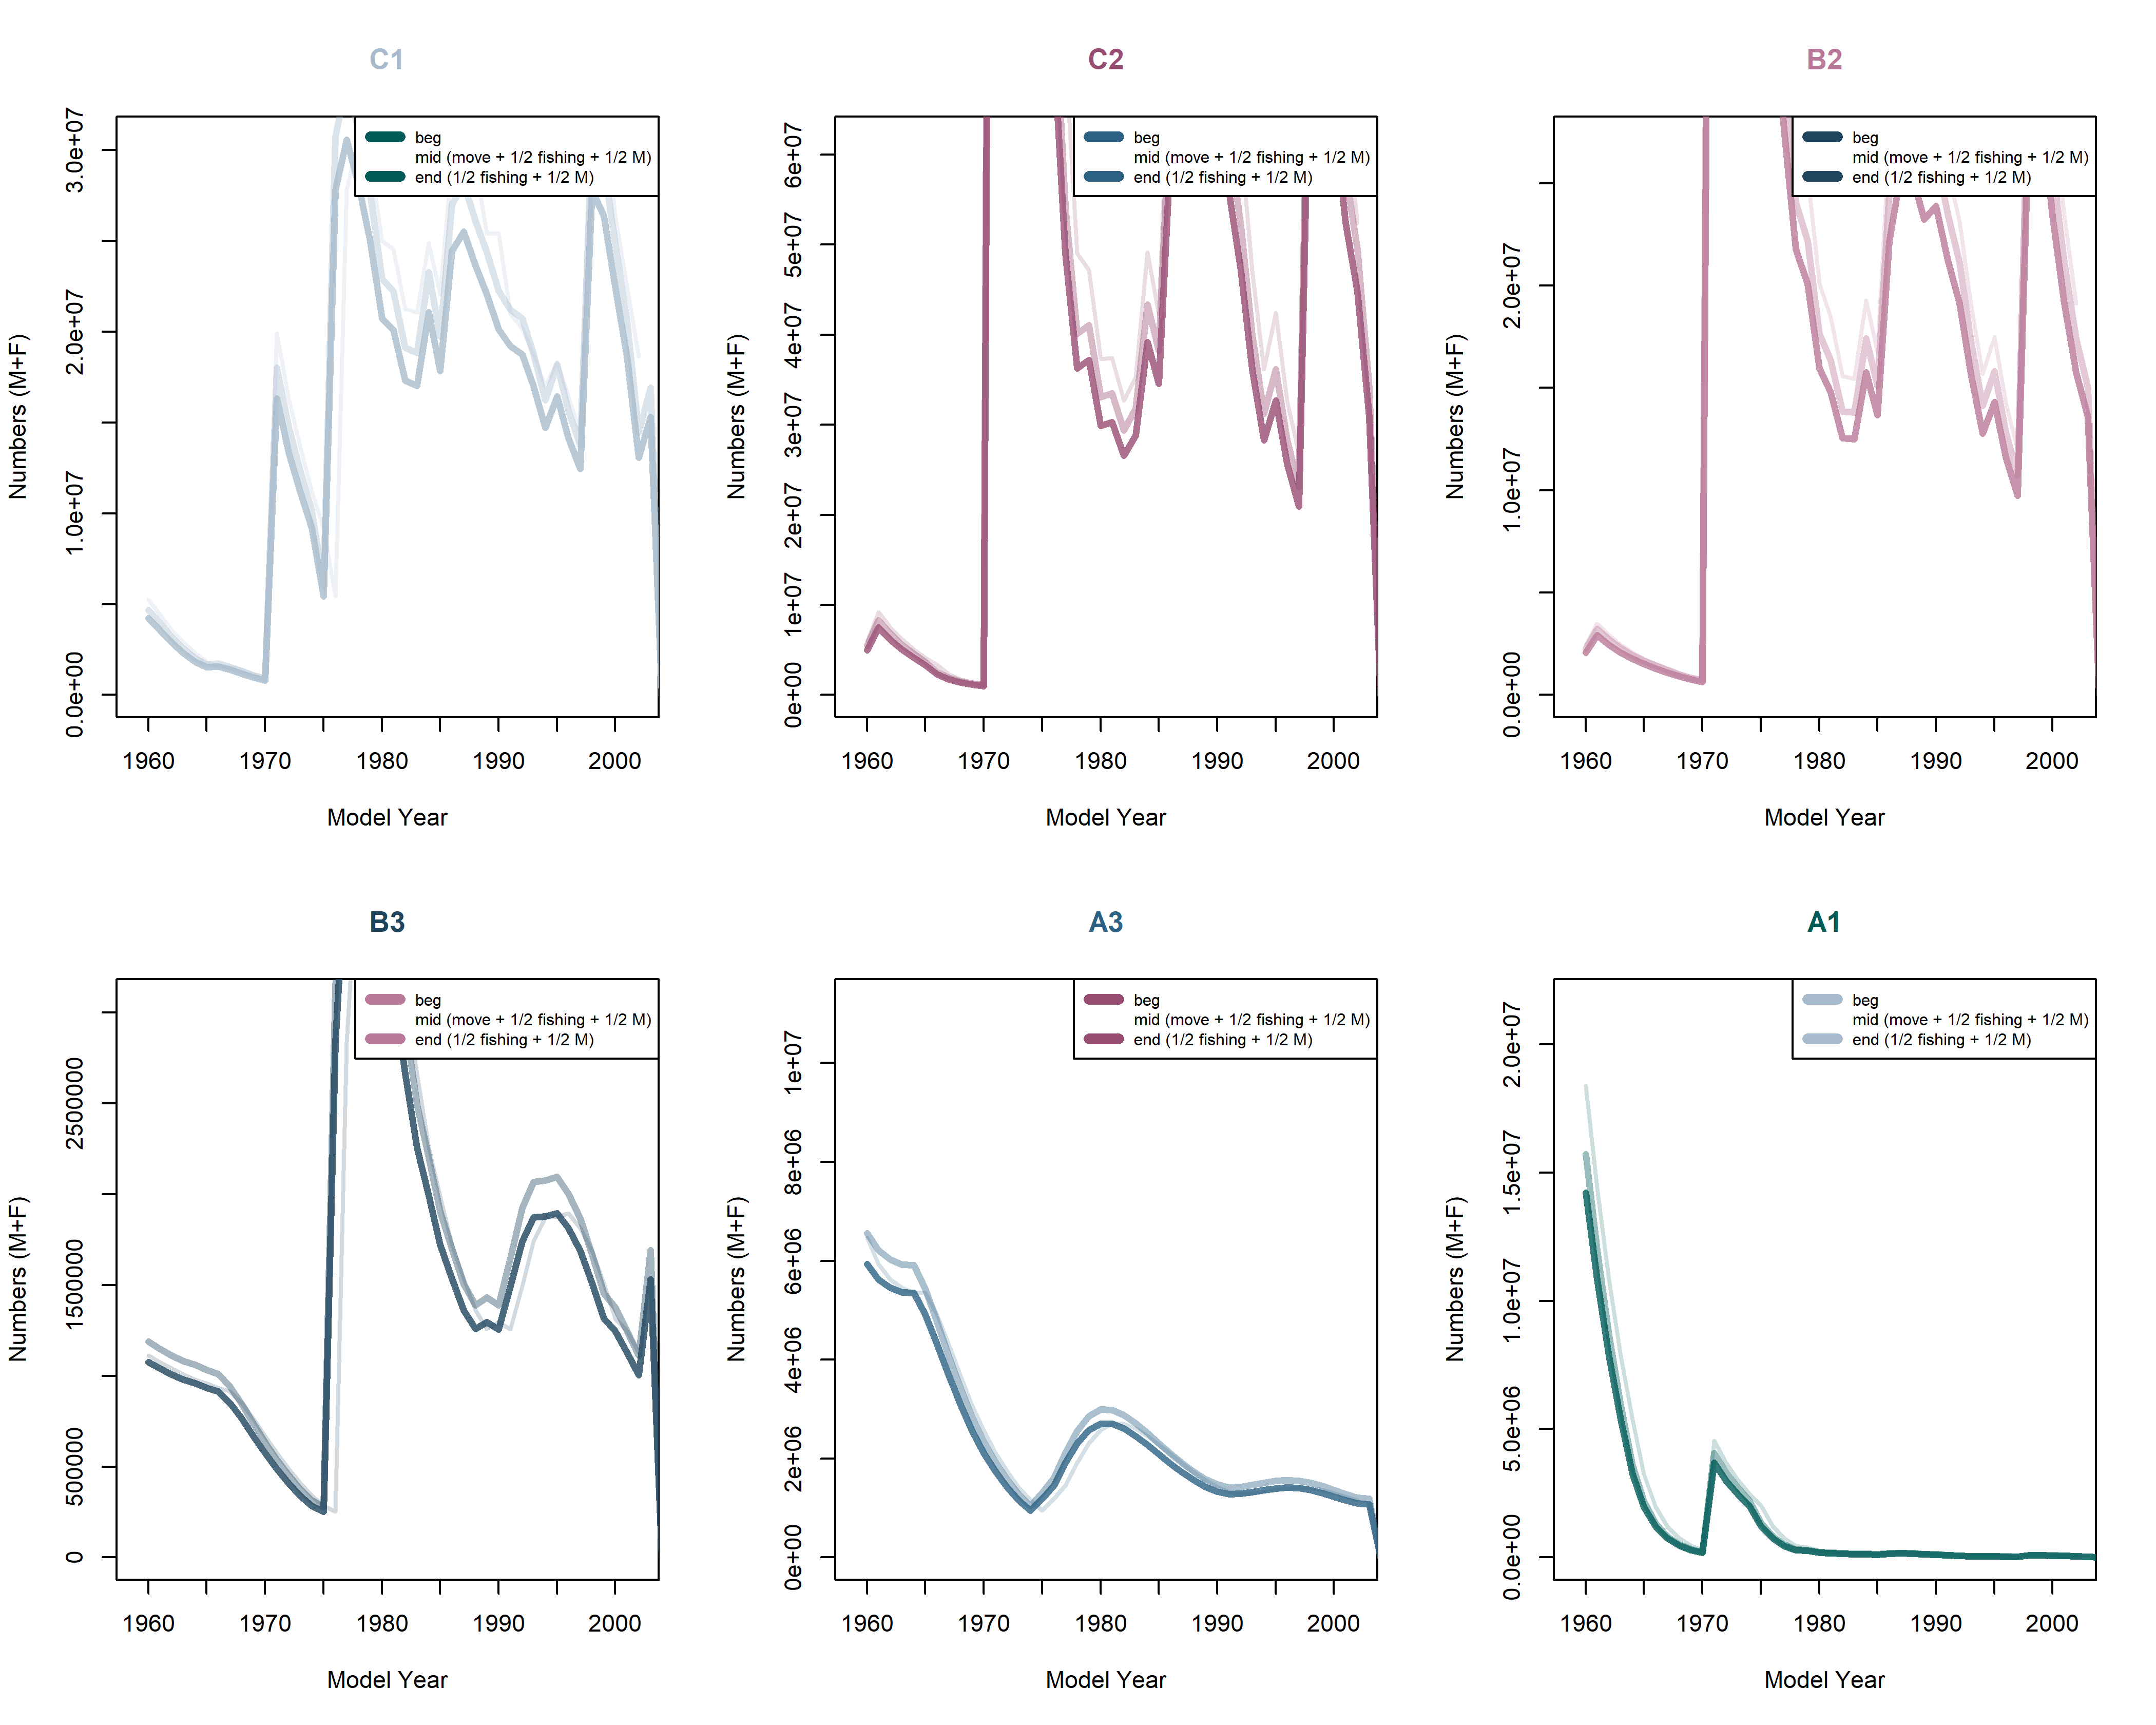 C1
beg
mid (move + 1/2 fishing + 1/2 M)
end (1/2 fishing + 1/2 M)
Numbers (M+F)
0.0e+00
1.0e+07
2.0e+07
3.0e+07
1960 1970 1980 1990 2000
Model Year
C2
beg
mid (move + 1/2 fishing + 1/2 M)
end (1/2 fishing + 1/2 M)
Numbers (M+F)
0e+00
1e+07
2e+07
3e+07
4e+07
5e+07
6e+07
1960 1970 1980 1990 2000
Model Year
B2
beg
mid (move + 1/2 fishing + 1/2 M)
end (1/2 fishing + 1/2 M)
Numbers (M+F)
0.0e+00
1.0e+07
2.0e+07
1960 1970 1980 1990 2000
Model Year
B3
beg
mid (move + 1/2 fishing + 1/2 M)
end (1/2 fishing + 1/2 M)
Numbers (M+F)
0
500000
1500000
2500000
1960 1970 1980 1990 2000
Model Year
A3
beg
mid (move + 1/2 fishing + 1/2 M)
end (1/2 fishing + 1/2 M)
Numbers (M+F)
0e+00
2e+06
4e+06
6e+06
8e+06
1e+07
1960 1970 1980 1990 2000
Model Year
A1
beg
mid (move + 1/2 fishing + 1/2 M)
end (1/2 fishing + 1/2 M)
Numbers (M+F)
0.0e+00
5.0e+06
1.0e+07
1.5e+07
2.0e+07
1960 1970 1980 1990 2000
Model Year